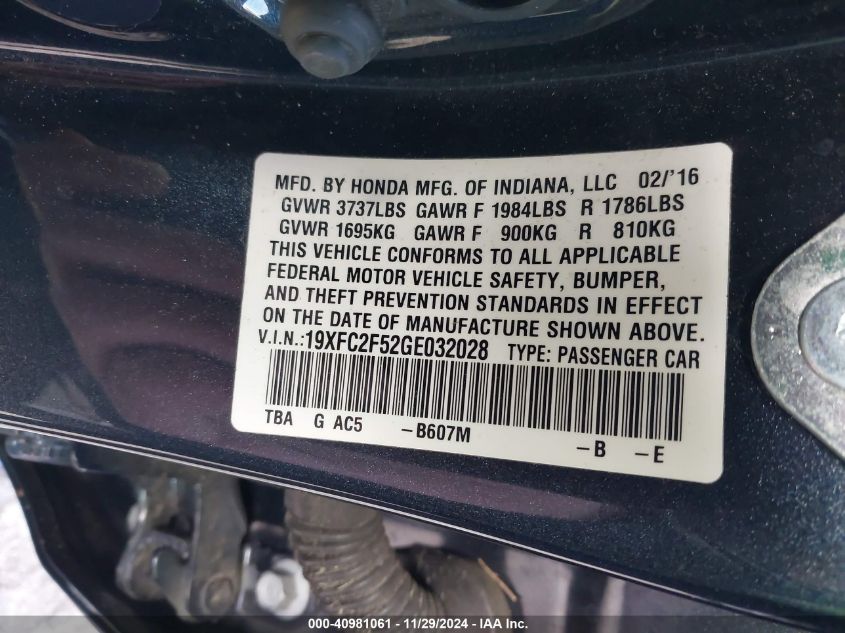 MFD. BY HONDA MFG. OF INDIANA, LLC 02/'16
GVWR 3737LBS GAWR F 1984LBS R 1786LBS
GVWR 1695KG GAWR F 900KG R 810KG
THIS VEHICLE CONFORMS TO ALL APPLICABLE
FEDERAL MOTOR VEHICLE SAFETY, BUMPER,
AND THEFT PREVENTION STANDARDS IN EFFECT
ON THE DATE OF MANUFACTURE SHOWN ABOVE.
V.I.N.:19XFC2F52GE032028 TYPE: PASSENGER CAR
TBA G AC5 -B607M -B -E
000-40981061 - 11/29/2024 - IAA Inc.